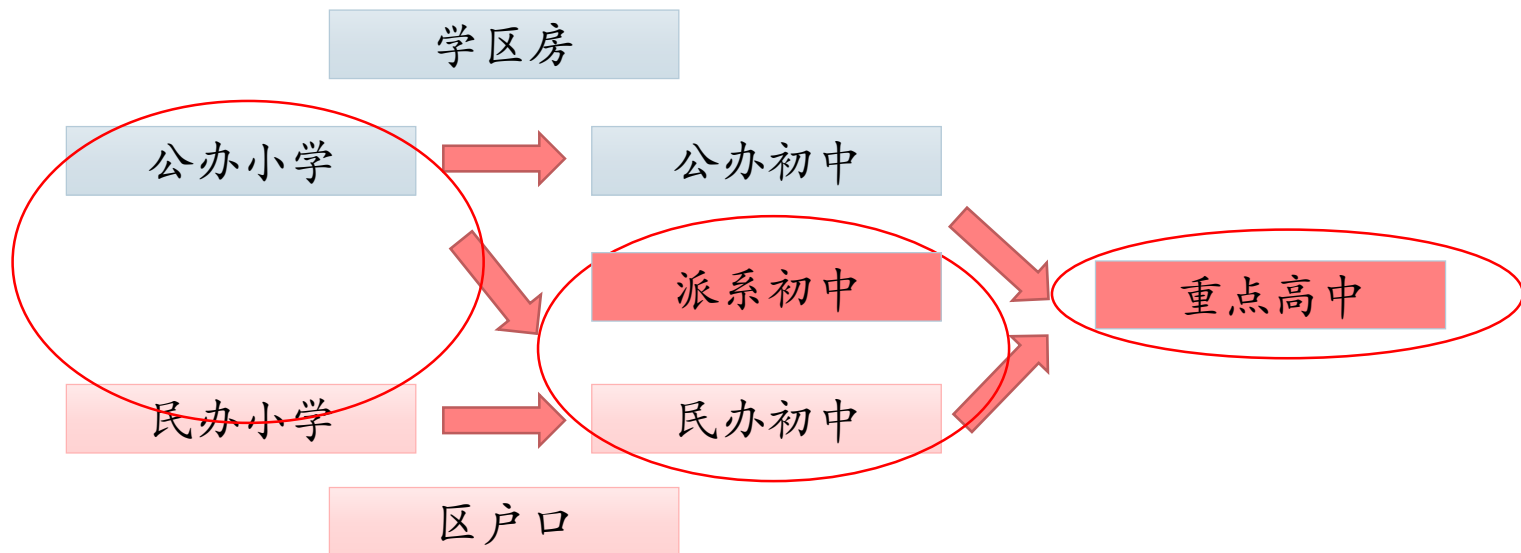 学区房
公办小学
公办初中
派系初中
重点高中
民办小学
民办初中
区户口